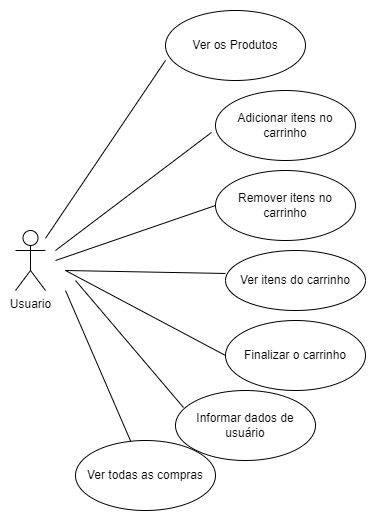 Ver os Produtos
Adicionar itens no
carrinho
Remover itens no
carrinho
Ver itens do carrinho
Usuario
Finalizar o carrinho
Informar dados de
usuário
Ver todas as compras